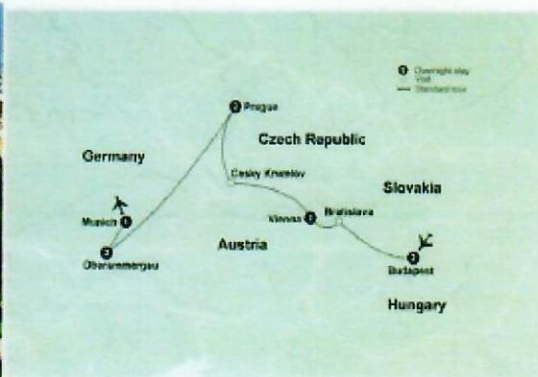 Overnight stay
Visit
Standard tour
Prague
Czech Republic
Germany
Cesky Krumlov
Slovakia
Munich
Vienna
Bratislava
Austria
Oberammergau
Budapest
Hungary